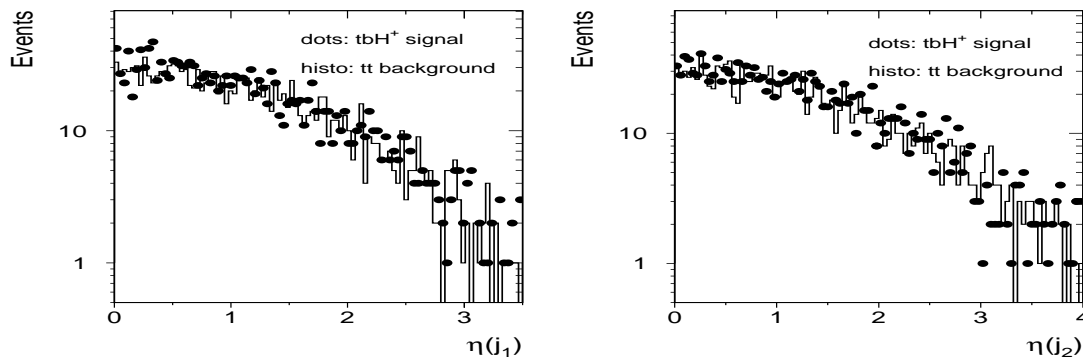 Events
dots: tbH⁺ signal
histo: tt background
10
1
0
1
2
3
η(j₁)
Events
dots: tbH⁺ signal
histo: tt background
10
1
0
1
2
3
4
η(j₂)